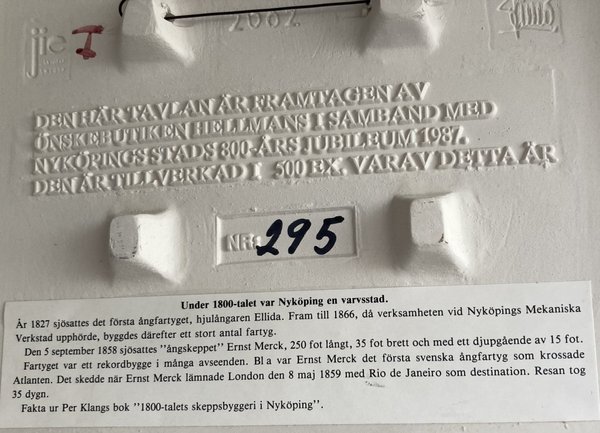 2682
jie
I
DEN HÄR TAVLAN ÄR FRAMTAGEN AV
ÖNSKEBUTIKEN HELLMANS I SAMBAND MED
NYKÖPINGS STADS 800-ÅRS JUBILEUM 1987.
DEN ÄR TILLVERKAD I 500 EX. VARAV DETTA ÄR
NR: 295
Under 1800-talet var Nyköping en varvsstad.
År 1827 sjösattes det första ångfartyget, hjulångaren Ellida. Fram till 1866, då verksamheten vid Nyköpings Mekaniska
Verkstad upphörde, byggdes därefter ett stort antal fartyg.
Den 5 september 1858 sjösattes ''ångskeppet'' Ernst Merck, 250 fot långt, 35 fot brett och med ett djupgående av 15 fot.
Fartyget var ett rekordbygge i många avseenden. Bl a var Ernst Merck det första svenska ångfartyg som krossade
Atlanten. Det skedde när Ernst Merck lämnade London den 8 maj 1859 med Rio de Janeiro som destination. Resan tog
35 dygn.
Fakta ur Per Klangs bok ''1800-talets skeppsbyggeri i Nyköping''.